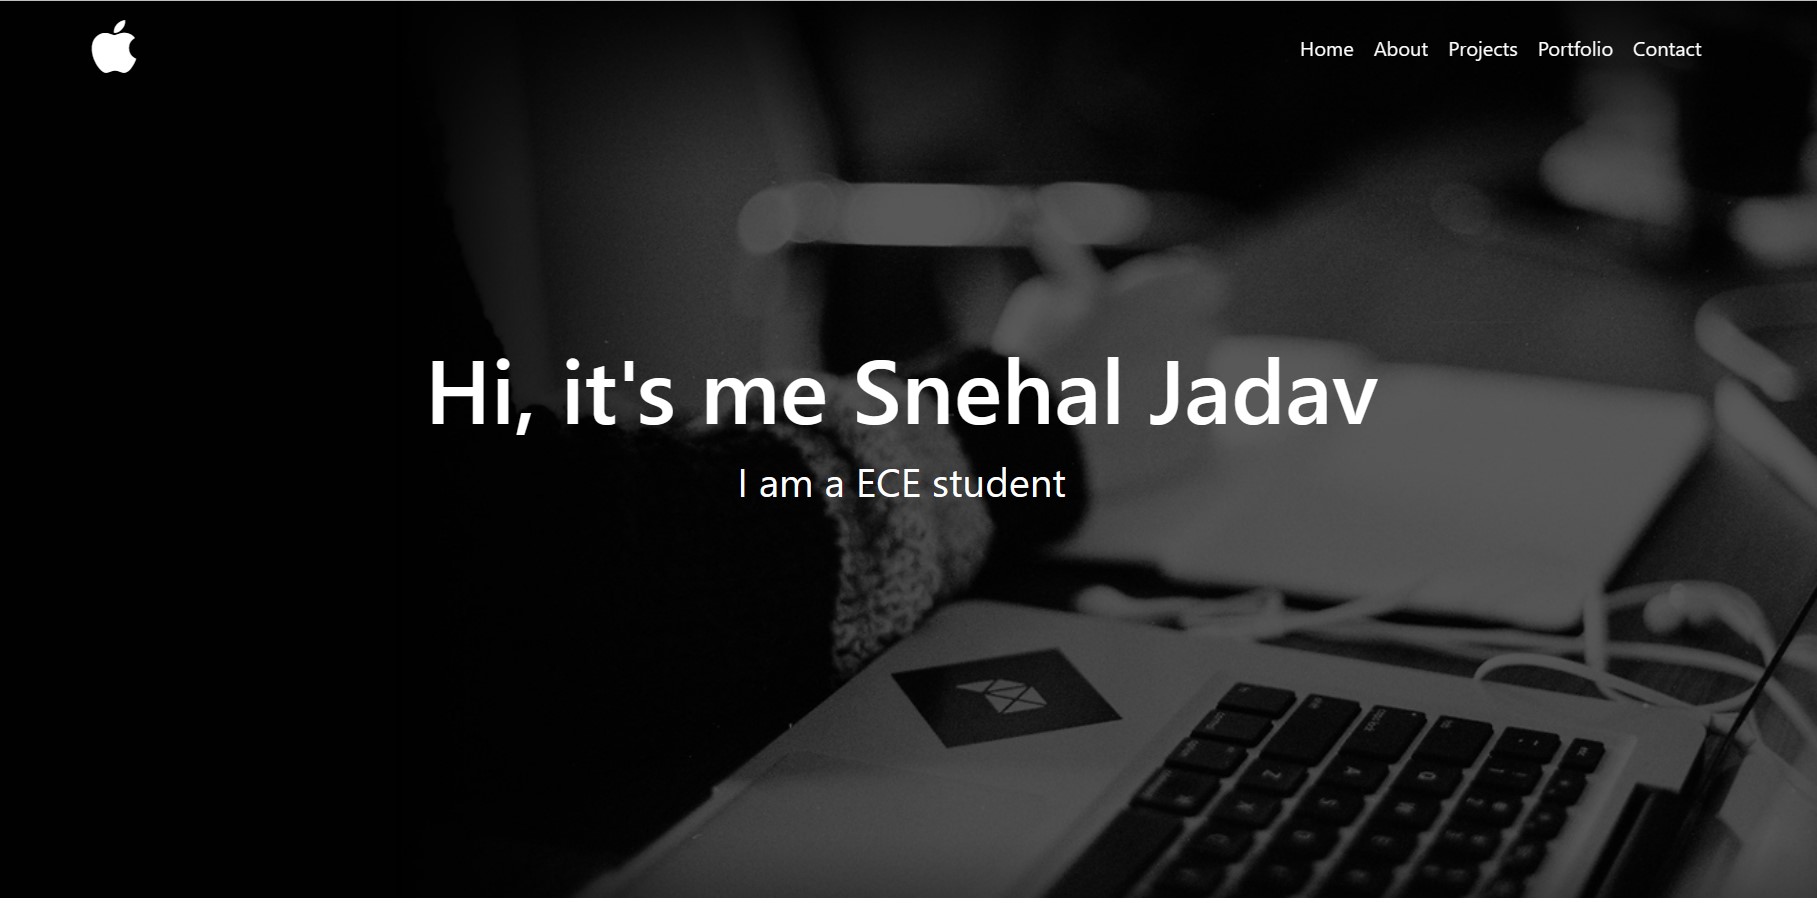 Home About Projects Portfolio Contact
Hi, it's me Snehal Jadav
I am a ECE student